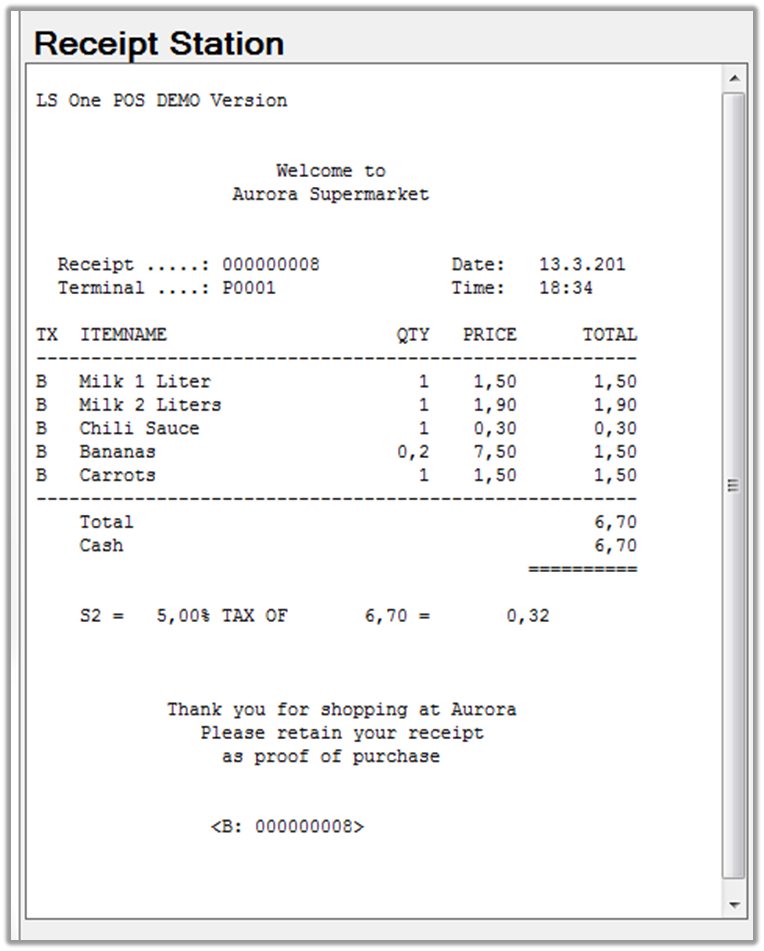 Receipt Station
LS One POS DEMO Version
Welcome to
Aurora Supermarket
Receipt .....: 000000008 Date: 13.3.201
Terminal ....: P0001 Time: 18:34
TX ITEMNAME QTY PRICE TOTAL
-------------------------------------------------------
B Milk 1 Liter 1 1,50 1,50
B Milk 2 Liters 1 1,90 1,90
B Chili Sauce 1 0,30 0,30
B Bananas 0,2 7,50 1,50
B Carrots 1 1,50 1,50
-------------------------------------------------------
Total 6,70
Cash 6,70
==========
S2 = 5,00% TAX OF 6,70 = 0,32
Thank you for shopping at Aurora
Please retain your receipt
as proof of purchase
<B: 000000008>